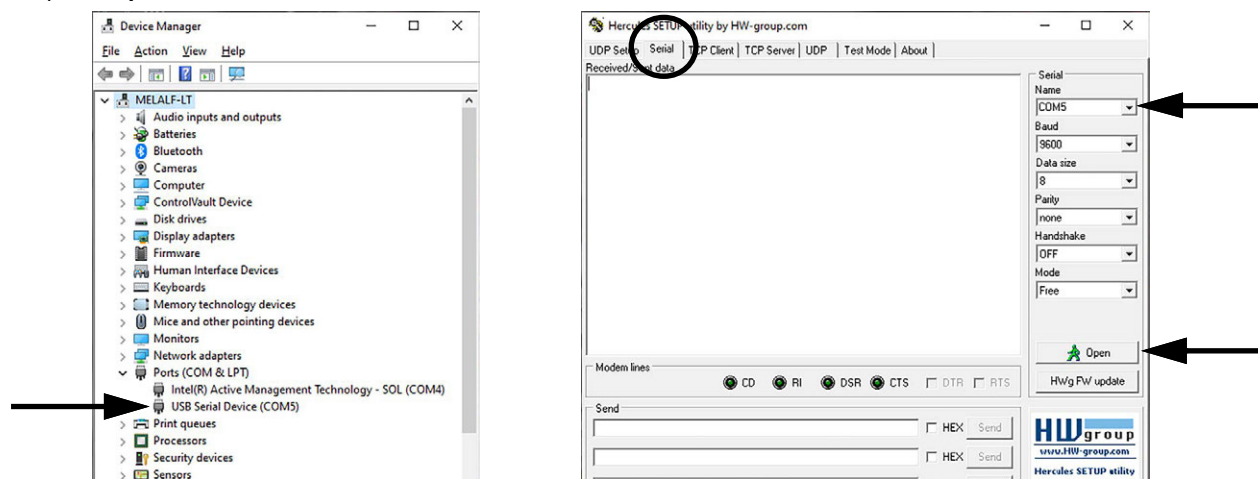 Device Manager
File Action View Help
MELALF-LT
Audio inputs and outputs
Batteries
Bluetooth
Cameras
Computer
ControlVault Device
Disk drives
Display adapters
Firmware
Human Interface Devices
Keyboards
Memory technology devices
Mice and other pointing devices
Monitors
Network adapters
Ports (COM & LPT)
Intel(R) Active Management Technology - SOL (COM4)
USB Serial Device (COM5)
Print queues
Processors
Security devices
Sensors
Hercules SETUP utility by HW-group.com
UDP Setup Serial TCP Client TCP Server UDP Test Mode About
Received/Sent data
Serial
Name
COM5
Baud
9600
Data size
8
Parity
none
Handshake
OFF
Mode
Free
Open
HWg FW update
Modem lines
CD RI DSR CTS DTR RTS
Send
HEX Send
HEX Send
HWgroup
www.HW-group.com
Hercules SETUP utility